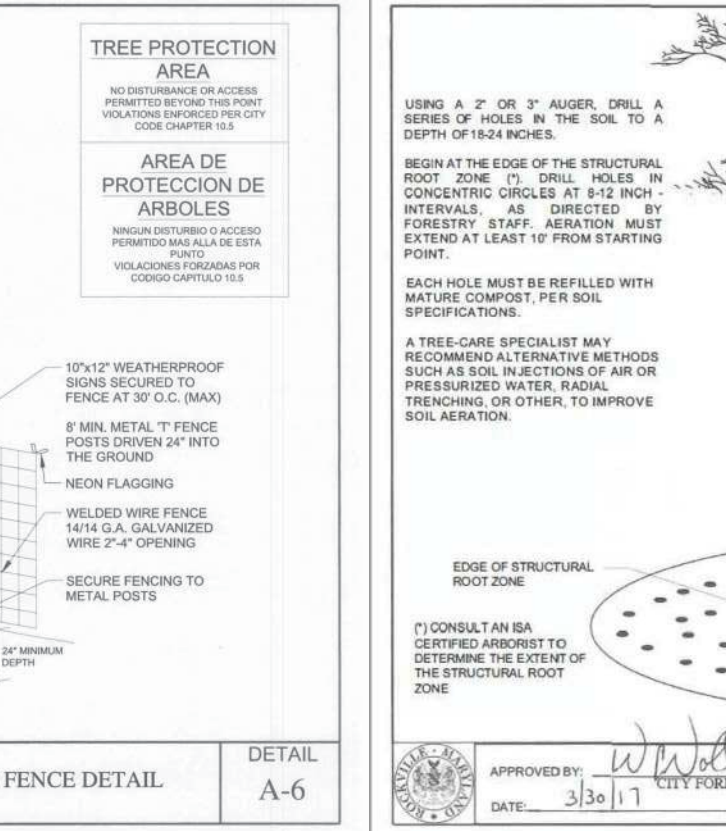 TREE PROTECTION
AREA
NO DISTURBANCE OR ACCESS
PERMITTED BEYOND THIS POINT
VIOLATIONS ENFORCED PER CITY
CODE CHAPTER 10.5
AREA DE
PROTECCION DE
ARBOLES
NINGUN DISTURBIO O ACCESO
PERMITIDO MAS ALLA DE ESTA
PUNTO
VIOLACIONES FORZADAS POR
CODIGO CAPITULO 10.5
10"x12" WEATHERPROOF
SIGNS SECURED TO
FENCE AT 30' O.C. (MAX)
8' MIN. METAL 'T' FENCE
POSTS DRIVEN 24" INTO
THE GROUND
NEON FLAGGING
WELDED WIRE FENCE
14/14 G.A. GALVANIZED
WIRE 2"-4" OPENING
SECURE FENCING TO
METAL POSTS
24" MINIMUM
DEPTH
FENCE DETAIL
DETAIL
A-6
USING A 2" OR 3" AUGER, DRILL A
SERIES OF HOLES IN THE SOIL TO A
DEPTH OF 18-24 INCHES.
BEGIN AT THE EDGE OF THE STRUCTURAL
ROOT ZONE (*). DRILL HOLES IN
CONCENTRIC CIRCLES AT 8-12 INCH -
INTERVALS, AS DIRECTED BY
FORESTRY STAFF. AERATION MUST
EXTEND AT LEAST 10' FROM STARTING
POINT.
EACH HOLE MUST BE REFILLED WITH
MATURE COMPOST, PER SOIL
SPECIFICATIONS.
A TREE-CARE SPECIALIST MAY
RECOMMEND ALTERNATIVE METHODS
SUCH AS SOIL INJECTIONS OF AIR OR
PRESSURIZED WATER, RADIAL
TRENCHING, OR OTHER, TO IMPROVE
SOIL AERATION.
EDGE OF STRUCTURAL
ROOT ZONE
(*) CONSULT AN ISA
CERTIFIED ARBORIST TO
DETERMINE THE EXTENT OF
THE STRUCTURAL ROOT
ZONE
ROCKVILLE · MARYLAND
APPROVED BY:
CITY FOR
DATE: 3/30/17